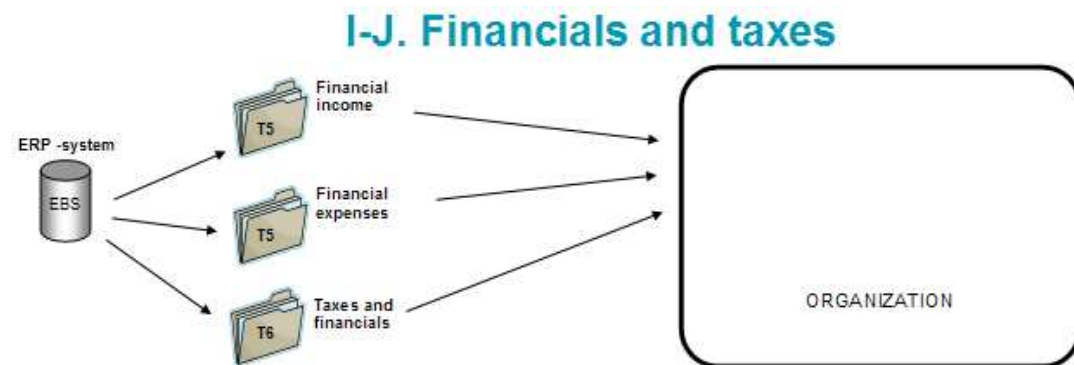 I-J. Financials and taxes
Financial
income
T5
ERP -system
EBS
Financial
expenses
T5
Taxes and
financials
T6
ORGANIZATION